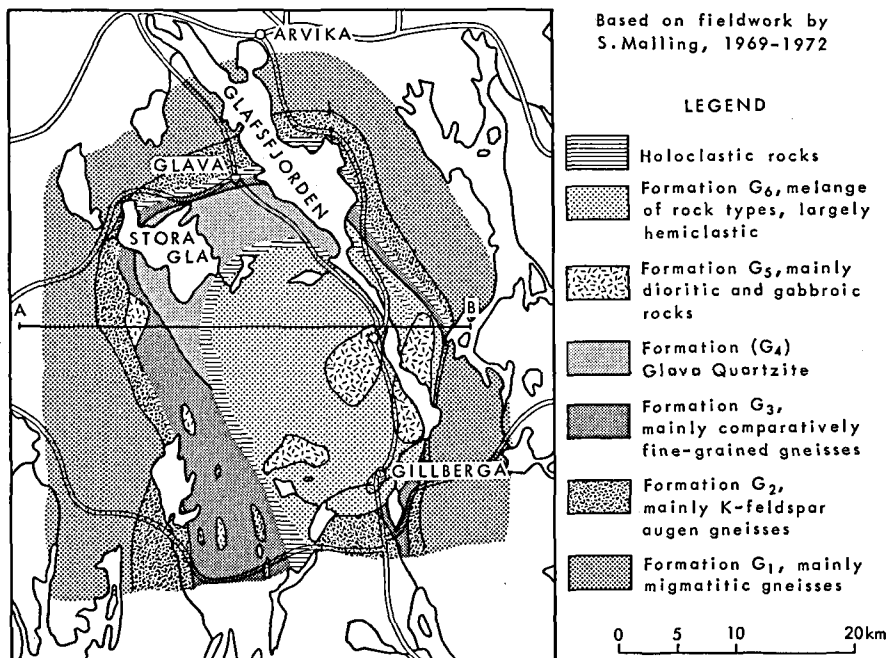 ARVIKA
GLAFSFJORDEN
GLAVA
STORA
GLA
A
B
GILLBERGA
Based on fieldwork by
S. Malling, 1969-1972
LEGEND
Holoclastic rocks
Formation G6, melange
of rock types, largely
hemiclastic
Formation G5, mainly
dioritic and gabbroic
rocks
Formation (G4)
Glava Quartzite
Formation G3,
mainly comparatively
fine-grained gneisses
Formation G2,
mainly K-feldspar
augen gneisses
Formation G1, mainly
migmatitic gneisses
0 5 10 20km